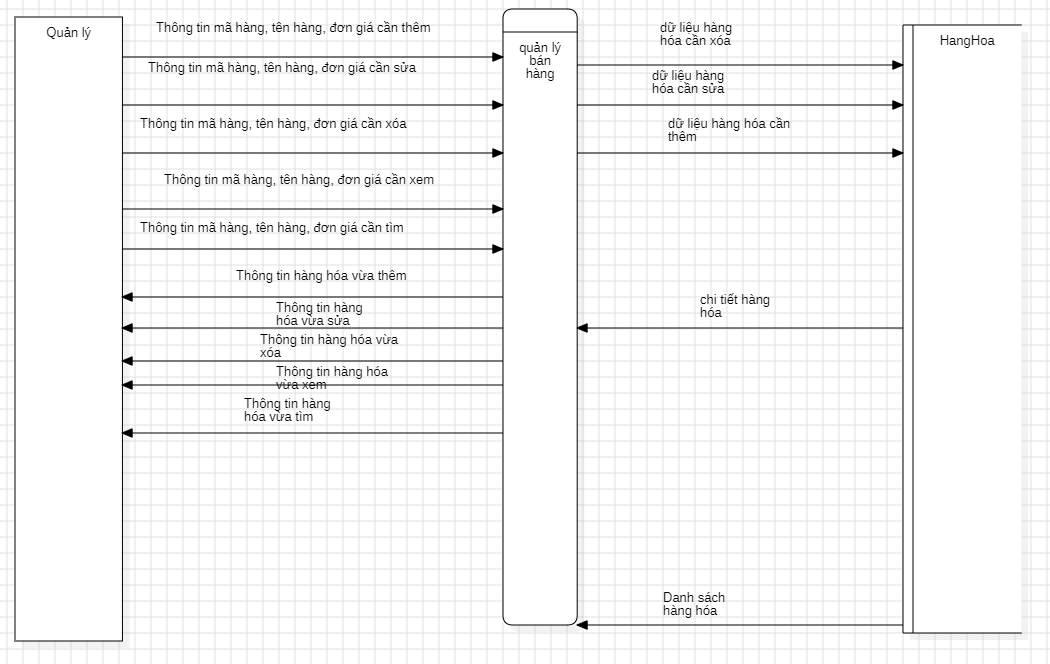 Quản lý
Thông tin mã hàng, tên hàng, đơn giá cần thêm
Thông tin mã hàng, tên hàng, đơn giá cần sửa
Thông tin mã hàng, tên hàng, đơn giá cần xóa
Thông tin mã hàng, tên hàng, đơn giá cần xem
Thông tin mã hàng, tên hàng, đơn giá cần tìm
Thông tin hàng hóa vừa thêm
Thông tin hàng
hóa vừa sửa
Thông tin hàng hóa vừa
xóa
Thông tin hàng hóa
vừa xem
Thông tin hàng
hóa vừa tìm
quản lý
bán
hàng
dữ liệu hàng
hóa cần xóa
dữ liệu hàng
hóa cần sửa
dữ liệu hàng hóa cần
thêm
chi tiết hàng
hóa
Danh sách
hàng hóa
HangHoa